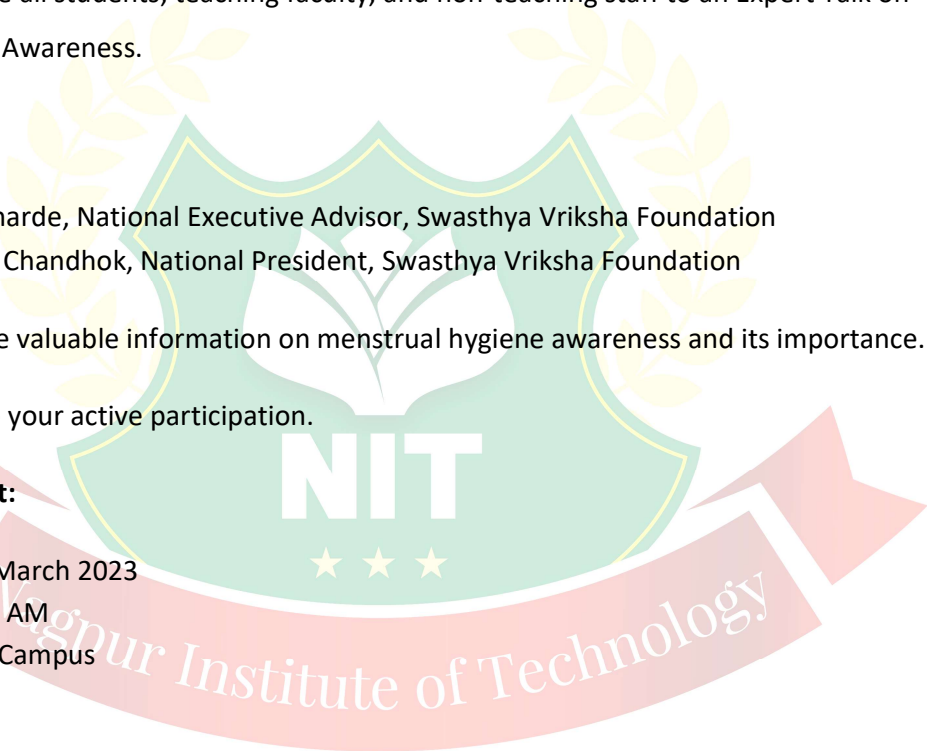 all students, teaching faculty, and non-teaching staff to an Expert Talk on
Awareness.
National Executive Advisor, Swasthya Vriksha Foundation
Chandhok, National President, Swasthya Vriksha Foundation
valuable information on menstrual hygiene awareness and its importance.
your active participation.
NIT
March 2023
AM
Campus
Nagpur Institute of Technology